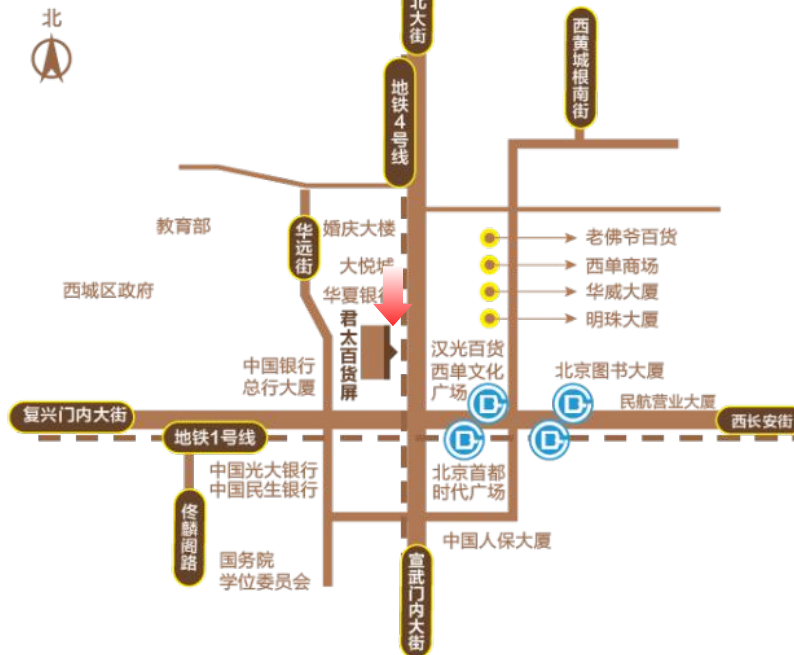 北
北大街
西黄城根南街
地铁4号线
教育部
华远街
婚庆大楼
老佛爷百货
大悦城
西单商场
西城区政府
华夏银行
华威大厦
君太百货屏
明珠大厦
汉光百货
西单文化
广场
中国银行
总行大厦
北京图书大厦
民航营业大厦
复兴门内大街
西长安街
地铁1号线
中国光大银行
中国民生银行
北京首都
时代广场
佟麟阁路
中国人保大厦
国务院
学位委员会
宣武门内大街